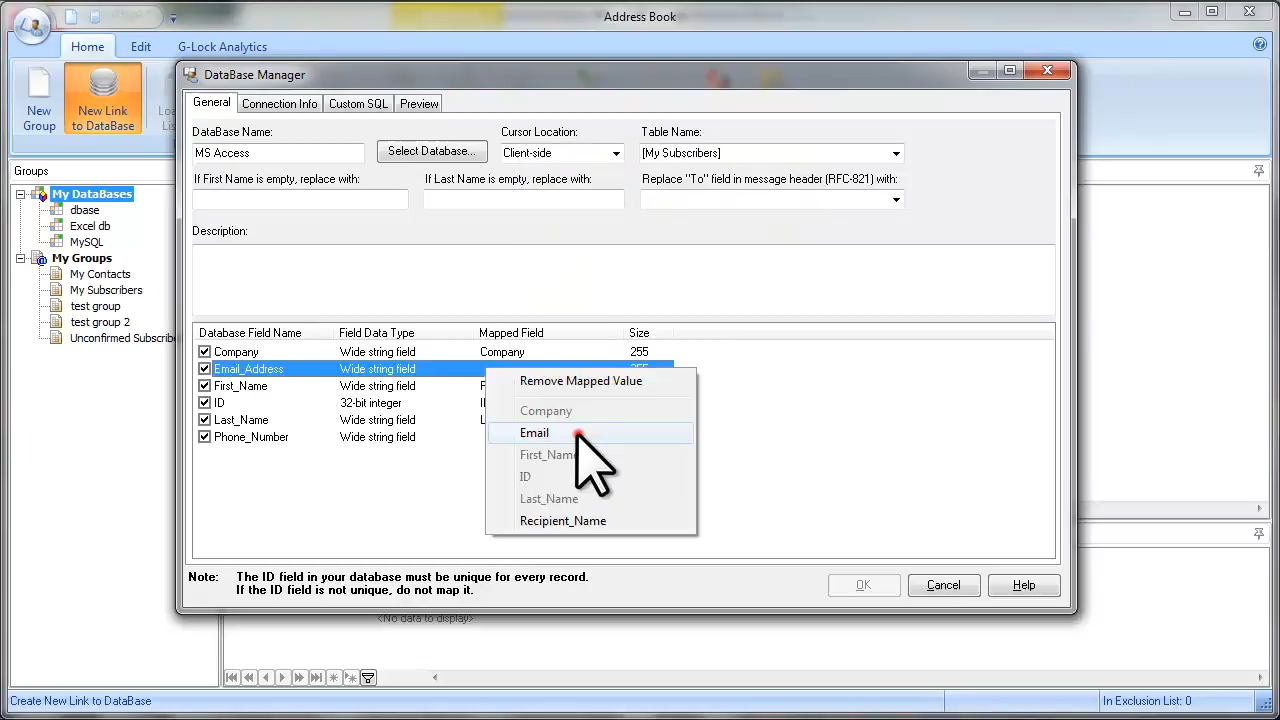 Address Book
Home Edit G-Lock Analytics
New Group
New Link to DataBase
Groups
My DataBases
dbase
Excel db
MySQL
My Groups
My Contacts
My Subscribers
test group
test group 2
Unconfirmed Subscribe
DataBase Manager
General Connection Info Custom SQL Preview
DataBase Name: Cursor Location: Table Name:
MS Access Select Database... Client-side [My Subscribers]
If First Name is empty, replace with: If Last Name is empty, replace with: Replace "To" field in message header (RFC-821) with:
Description:
Database Field Name Field Data Type Mapped Field Size
Company Wide string field Company 255
Email_Address Wide string field 255
First_Name Wide string field
ID 32-bit integer
Last_Name Wide string field
Phone_Number Wide string field
Remove Mapped Value
Company
Email
First_Name
ID
Last_Name
Recipient_Name
Note: The ID field in your database must be unique for every record.
If the ID field is not unique, do not map it.
OK Cancel Help
<No data to display>
Create New Link to DataBase In Exclusion List: 0